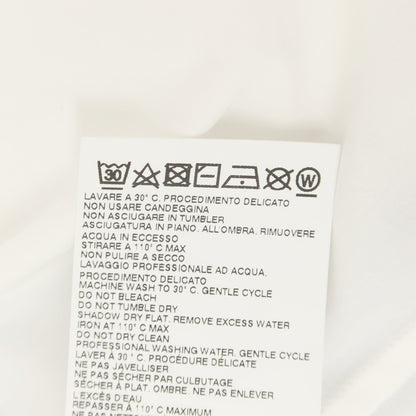 30 W
LAVARE A 30° C. PROCEDIMENTO DELICATO
NON USARE CANDEGGINA
NON ASCIUGARE IN TUMBLER
ASCIUGATURA IN PIANO. ALL'OMBRA. RIMUOVERE
ACQUA IN ECCESSO
STIRARE A 110° MAX
NON PULIRE A SECCO
LAVAGGIO PROFESSIONALE AD ACQUA.
PROCEDIMENTO DELICATO
MACHINE WASH TO 30° C. GENTLE CYCLE
DO NOT BLEACH
DO NOT TUMBLE DRY
SHADOW DRY FLAT. REMOVE EXCESS WATER
IRON AT 110° C MAX
DO NOT DRY CLEAN
PROFESSIONAL WASHING WATER. GENTLE CYCLE
LAVER À 30 ° C. PROCÉDURE DÉLICATE
NE PAS JAVELLISER
NE PAS SÉCHER PAR CULBUTAGE
SÉCHER À PLAT. OMBRE. NE PAS ENLEVER
L'EXCÈS D'EAU
REPASSER À 110° C MAXIMUM